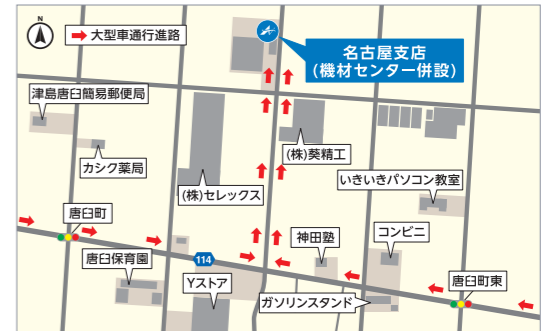 N
大型車通行進路
名古屋支店
(機材センター併設)
津島唐臼簡易郵便局
カシク薬局
(株)セレックス
(株)葵精工
いきいきパソコン教室
唐臼町
唐臼保育園
114
Yストア
神田塾
コンビニ
ガソリンスタンド
唐臼町東